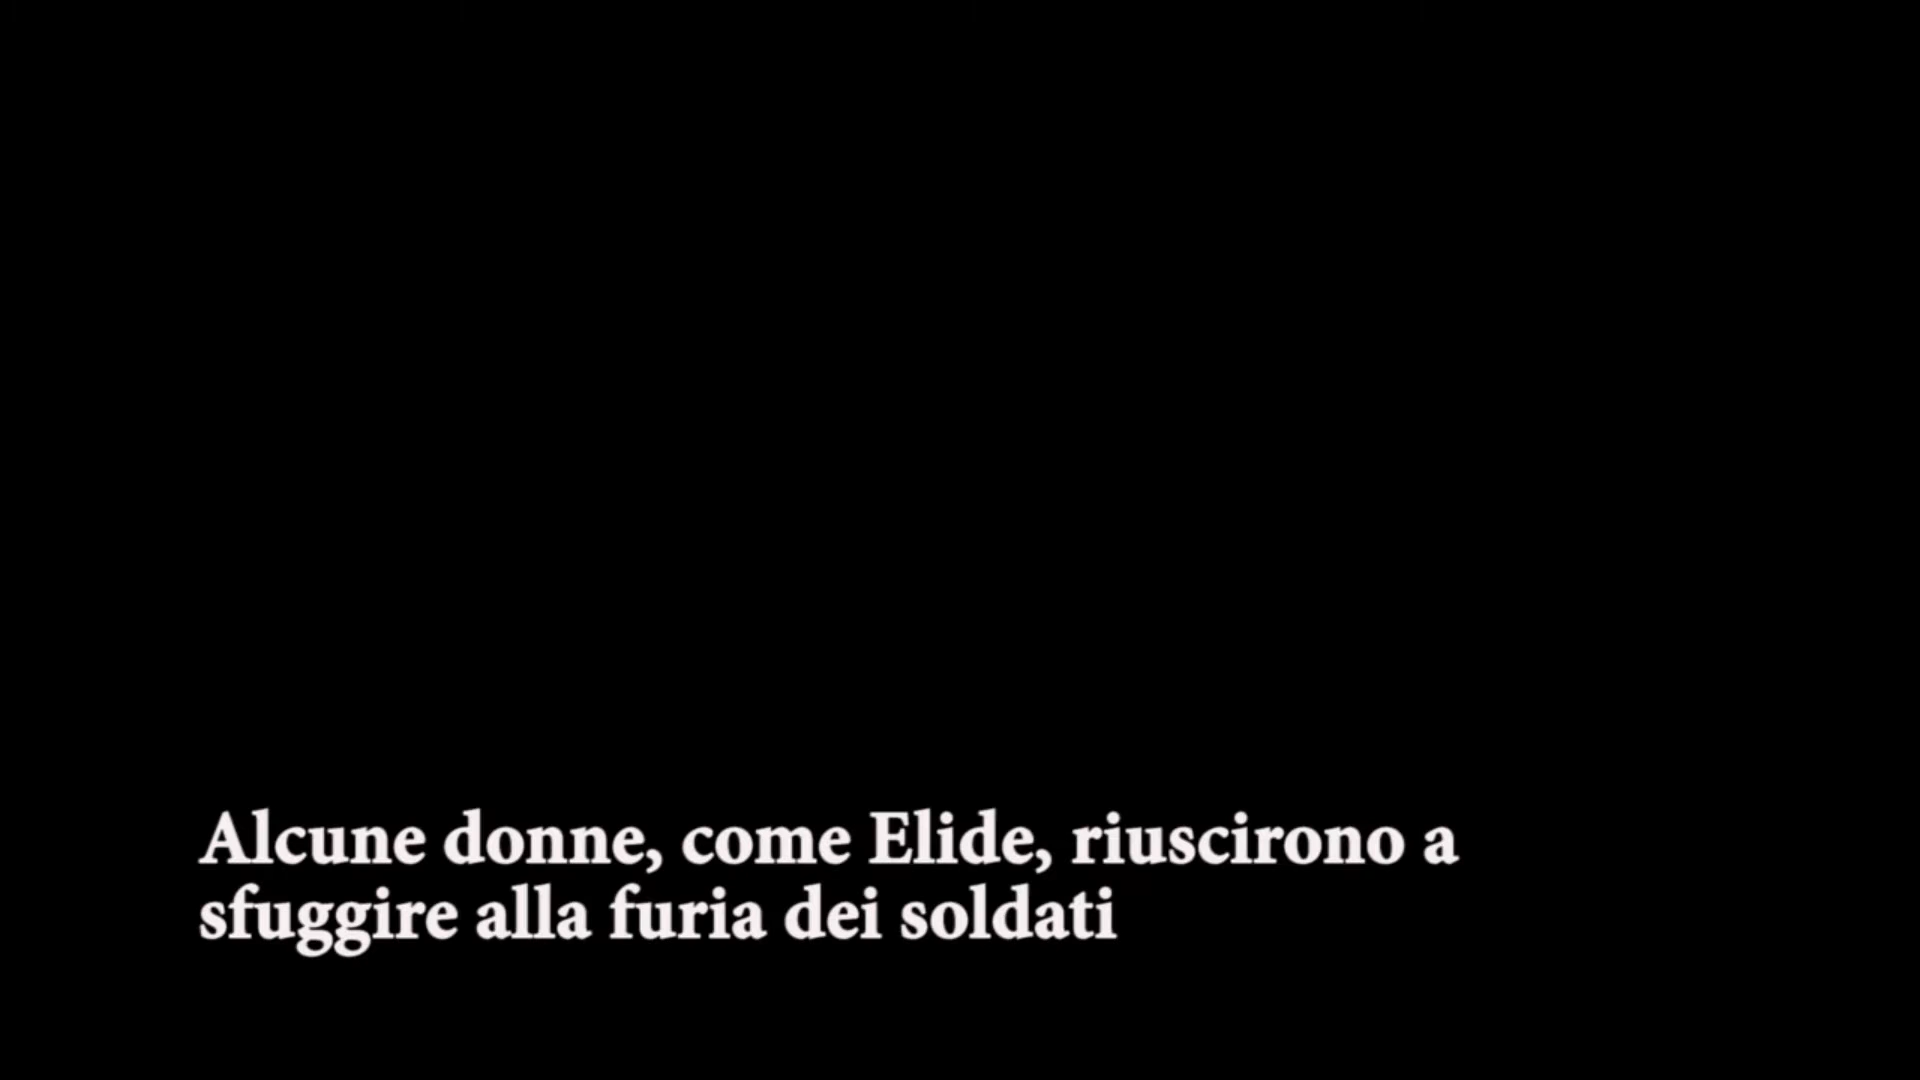 Alcune donne, come Elide, riuscirono a
sfuggire alla furia dei soldati